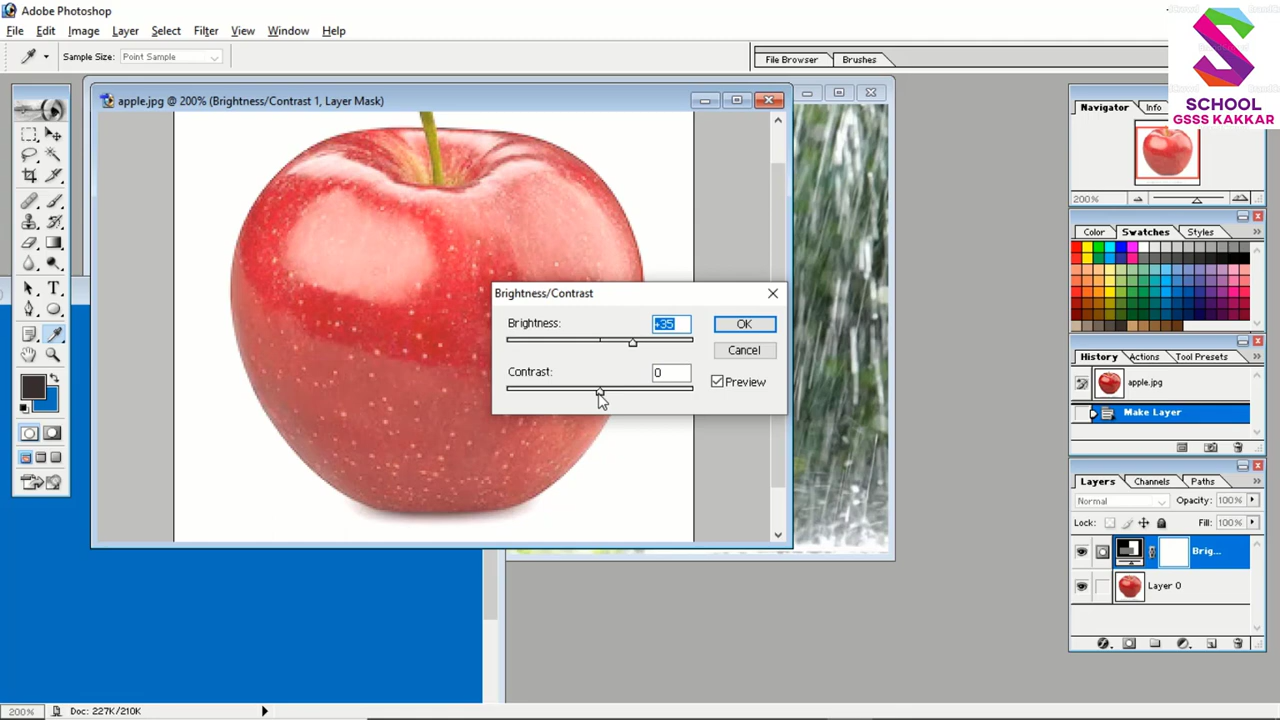 Adobe Photoshop
File Edit Image Layer Select Filter View Window Help
Sample Size: Point Sample
File Browser Brushes
SCHOOL
GSSS KAKKAR
apple.jpg @ 200% (Brightness/Contrast 1, Layer Mask)
Navigator Info
200%
Color Swatches Styles
Brightness/Contrast
Brightness: +35 OK
Cancel
Contrast: 0
Preview
History Actions Tool Presets
apple.jpg
Make Layer
Layers Channels Paths
Normal Opacity: 100%
Lock: Fill: 100%
Brig...
Layer 0
200% Doc: 227K/210K